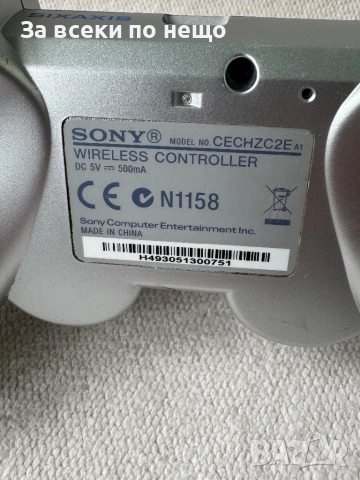 За всеки по нещо
SIXAXIS
SONY®
MODEL NO. CECHZC2E A1
WIRELESS CONTROLLER
DC 5V ⎓ 500mA
CE N1158
Sony Computer Entertainment Inc.
MADE IN CHINA
H493051300751
BAZAR